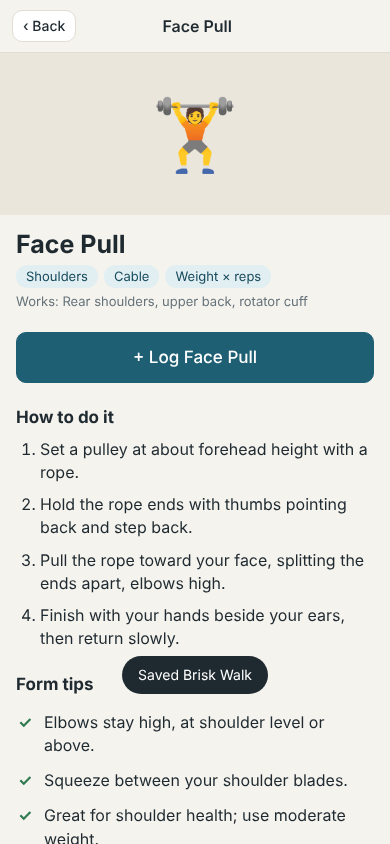 ‹ Back
Face Pull
Face Pull
Shoulders
Cable
Weight × reps
Works: Rear shoulders, upper back, rotator cuff
+ Log Face Pull
How to do it
1. Set a pulley at about forehead height with a
rope.
2. Hold the rope ends with thumbs pointing
back and step back.
3. Pull the rope toward your face, splitting the
ends apart, elbows high.
4. Finish with your hands beside your ears,
then return slowly.
Form tips
Saved Brisk Walk
✓ Elbows stay high, at shoulder level or
above.
✓ Squeeze between your shoulder blades.
✓ Great for shoulder health; use moderate
weight.